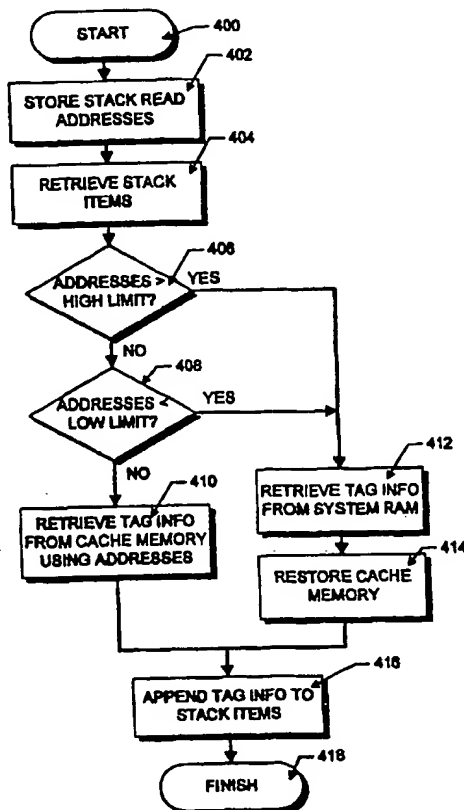 START
400
402
STORE STACK READ
ADDRESSES
404
RETRIEVE STACK
ITEMS
406
ADDRESSES >
HIGH LIMIT?
YES
NO
408
ADDRESSES <
LOW LIMIT?
YES
NO
410
RETRIEVE TAG INFO
FROM CACHE MEMORY
USING ADDRESSES
412
RETRIEVE TAG INFO
FROM SYSTEM RAM
414
RESTORE CACHE
MEMORY
416
APPEND TAG INFO TO
STACK ITEMS
418
FINISH